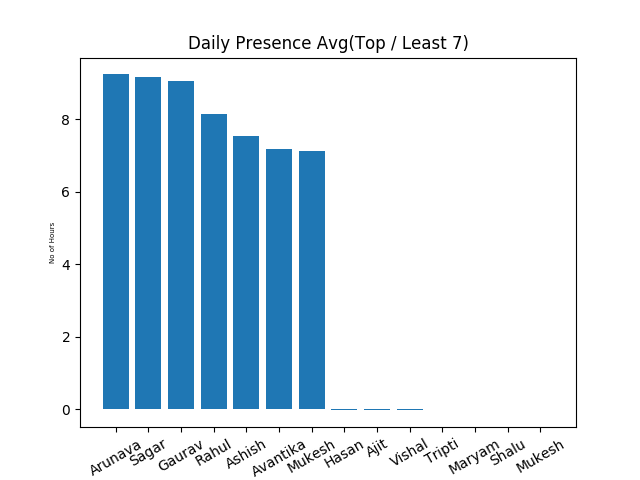 Daily Presence Avg(Top / Least 7)
No of Hours
8
6
4
2
0
Arunava
Sagar
Gaurav
Rahul
Ashish
Avantika
Mukesh
Hasan
Ajit
Vishal
Tripti
Maryam
Shalu
Mukesh